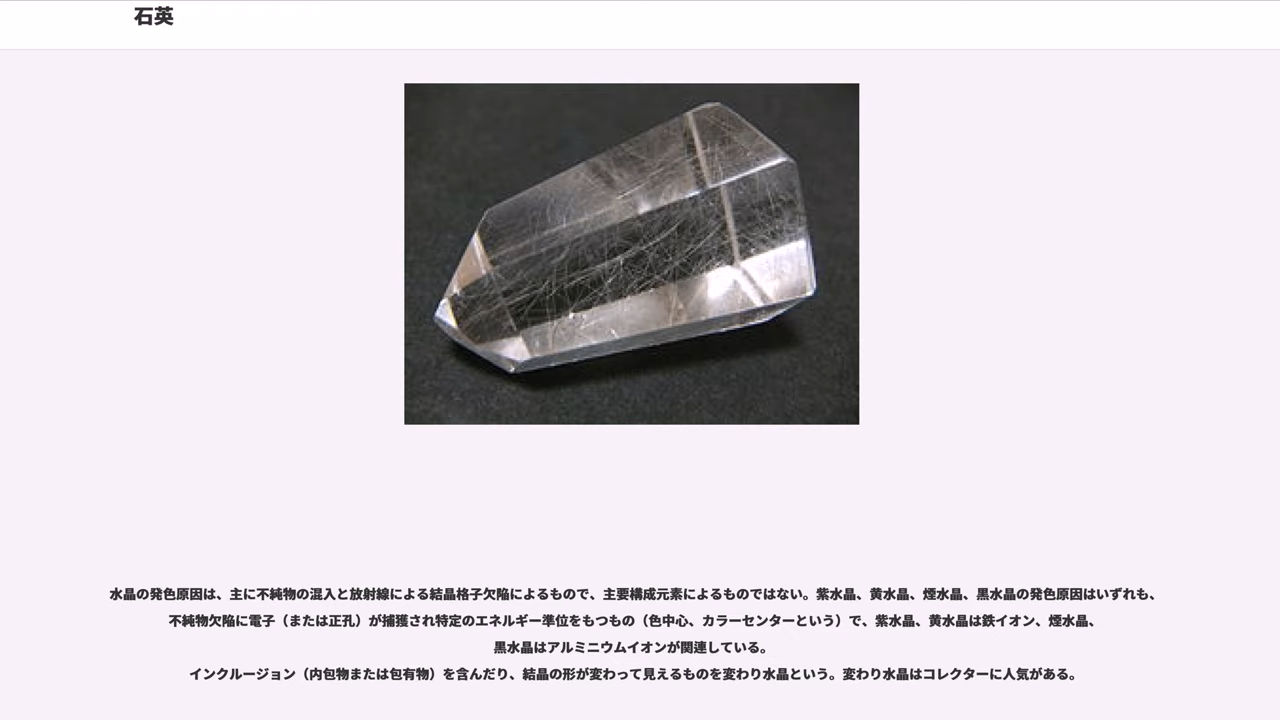 石英
水晶の発色原因は、主に不純物の混入と放射線による結晶格子欠陥によるもので、主要構成元素によるものではない。紫水晶、黄水晶、煙水晶、黒水晶の発色原因はいずれも、
不純物欠陥に電子（または正孔）が捕獲され特定のエネルギー準位をもつもの（色中心、カラーセンターという）で、紫水晶、黄水晶は鉄イオン、煙水晶、
黒水晶はアルミニウムイオンが関連している。
インクルージョン（内包物または包有物）を含んだり、結晶の形が変わって見えるものを変わり水晶という。変わり水晶はコレクターに人気がある。